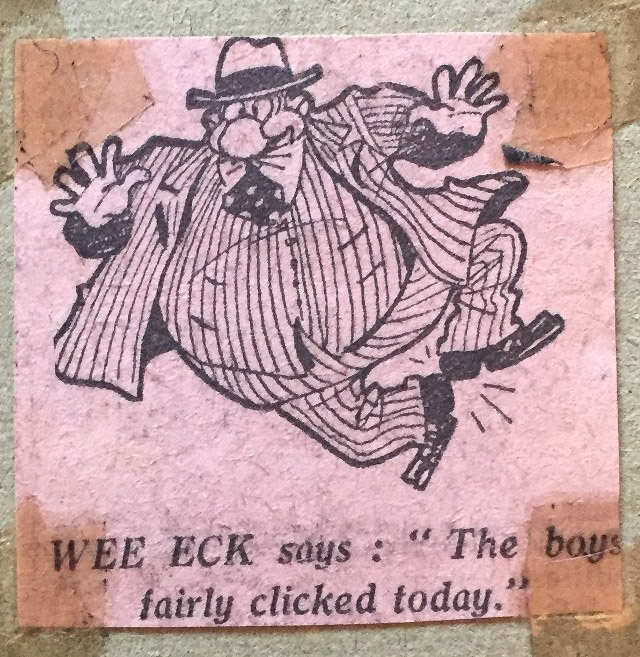 WEE ECK says : “ The boys
fairly clicked today.”